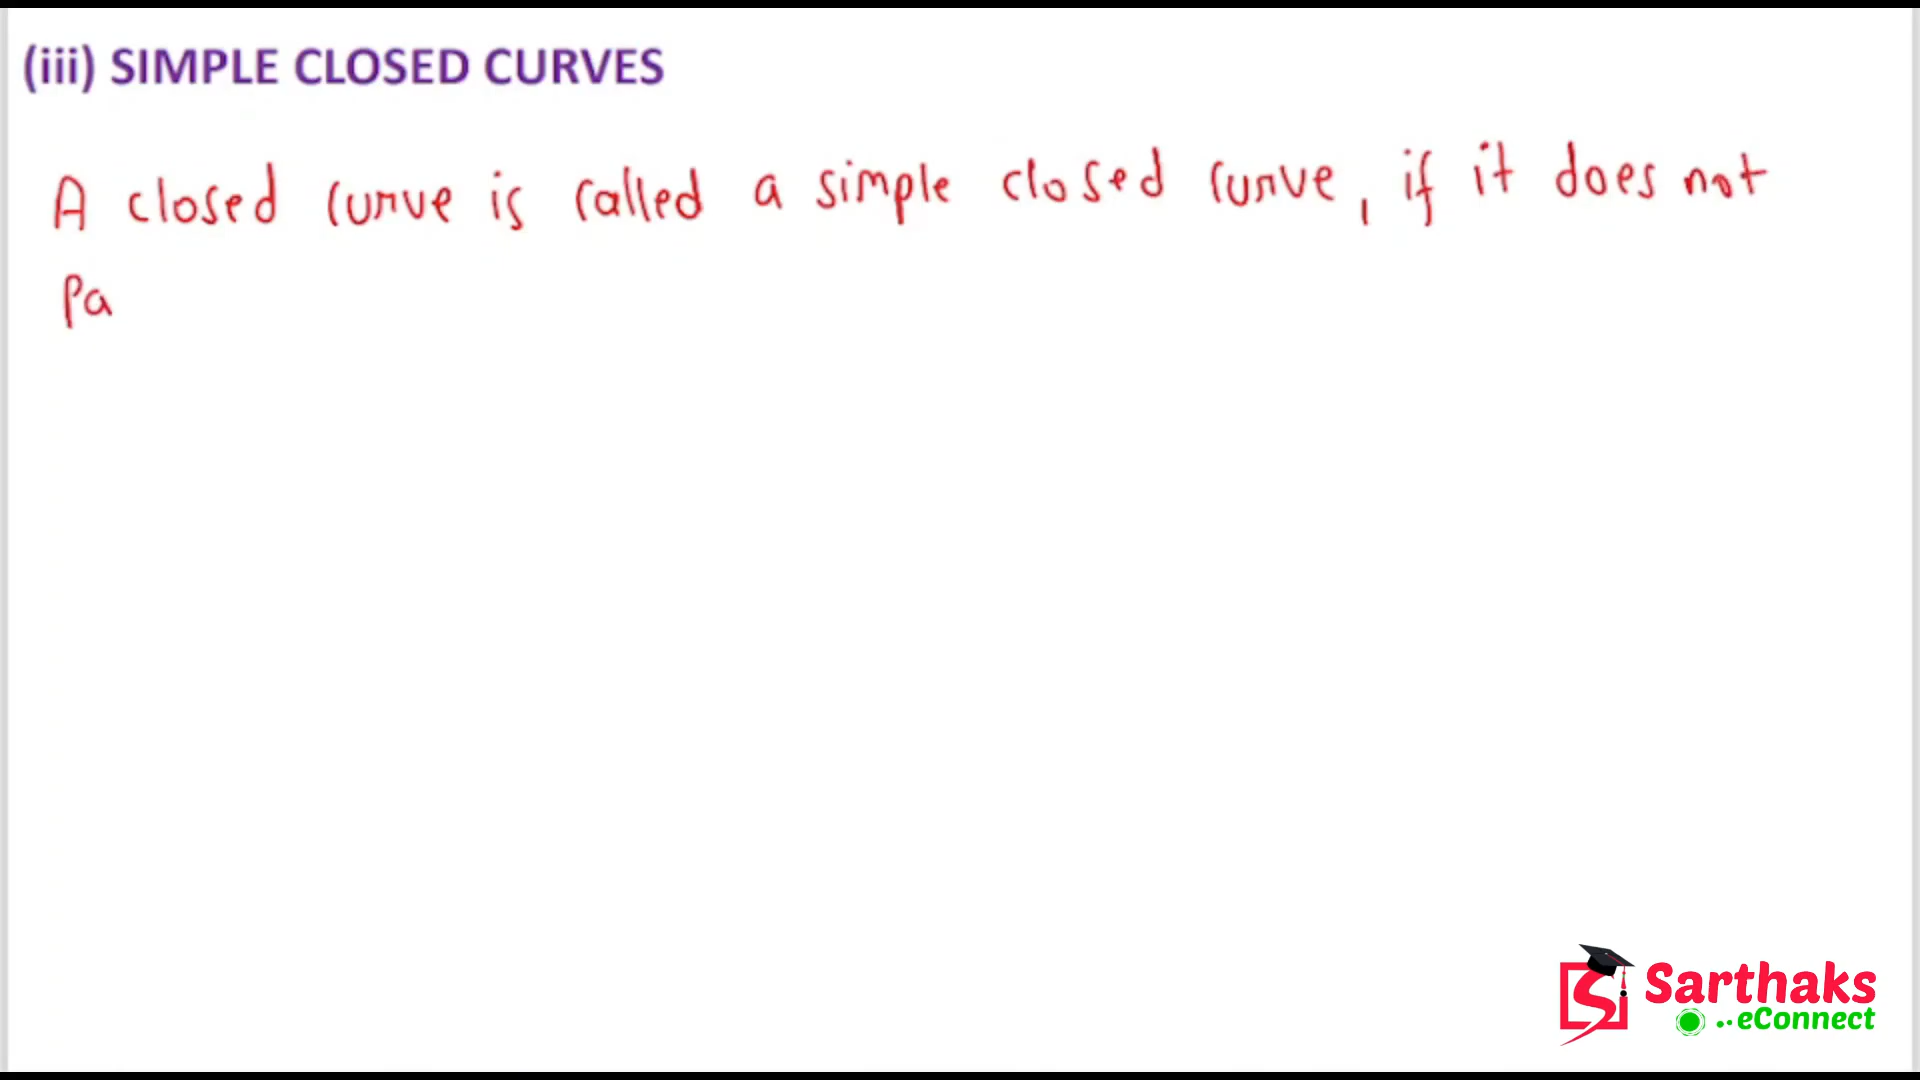 (iii) SIMPLE CLOSED CURVES
A closed curve is called a simple closed curve, if it does not
Pa
Sarthaks
eConnect